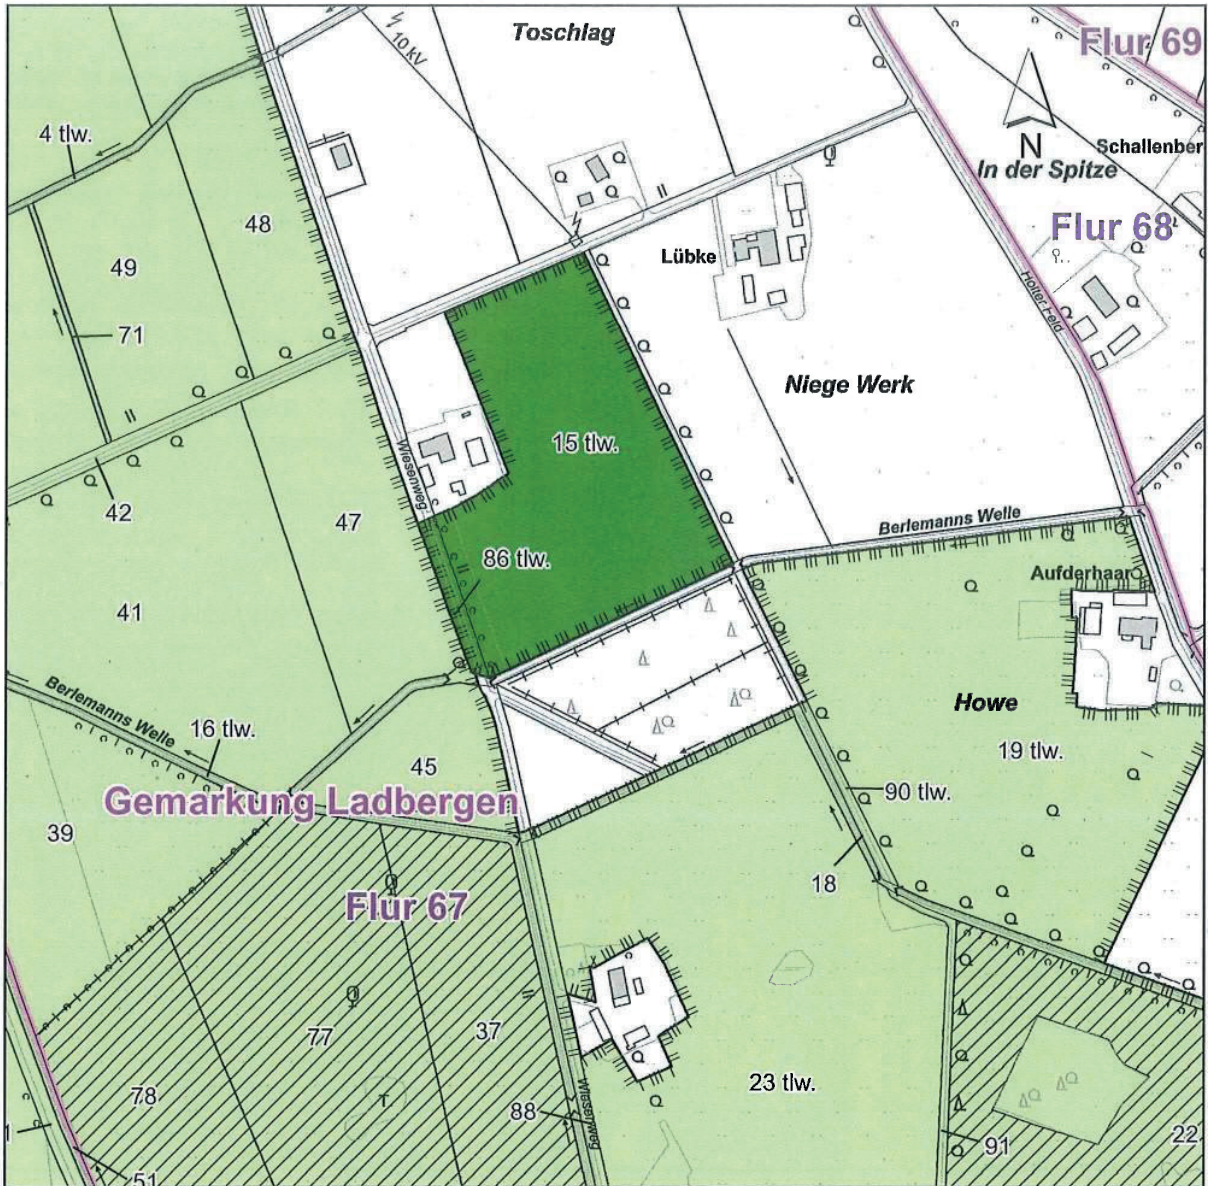 Toschlag
10 kV
Flur 69
4 tlw.
N
Schallenber
In der Spitze
48
Flur 68
49
Lübke
Holter Feld
71
Niege Werk
15 tlw.
Wiesenweg
42
47
Berlemanns Welle
86 tlw.
Aufderhaar
41
Berlemanns Welle
Howe
16 tlw.
19 tlw.
45
90 tlw.
Gemarkung Ladbergen
39
18
Flur 67
77
37
23 tlw.
78
T
88
Wiesenweg
22
91
51